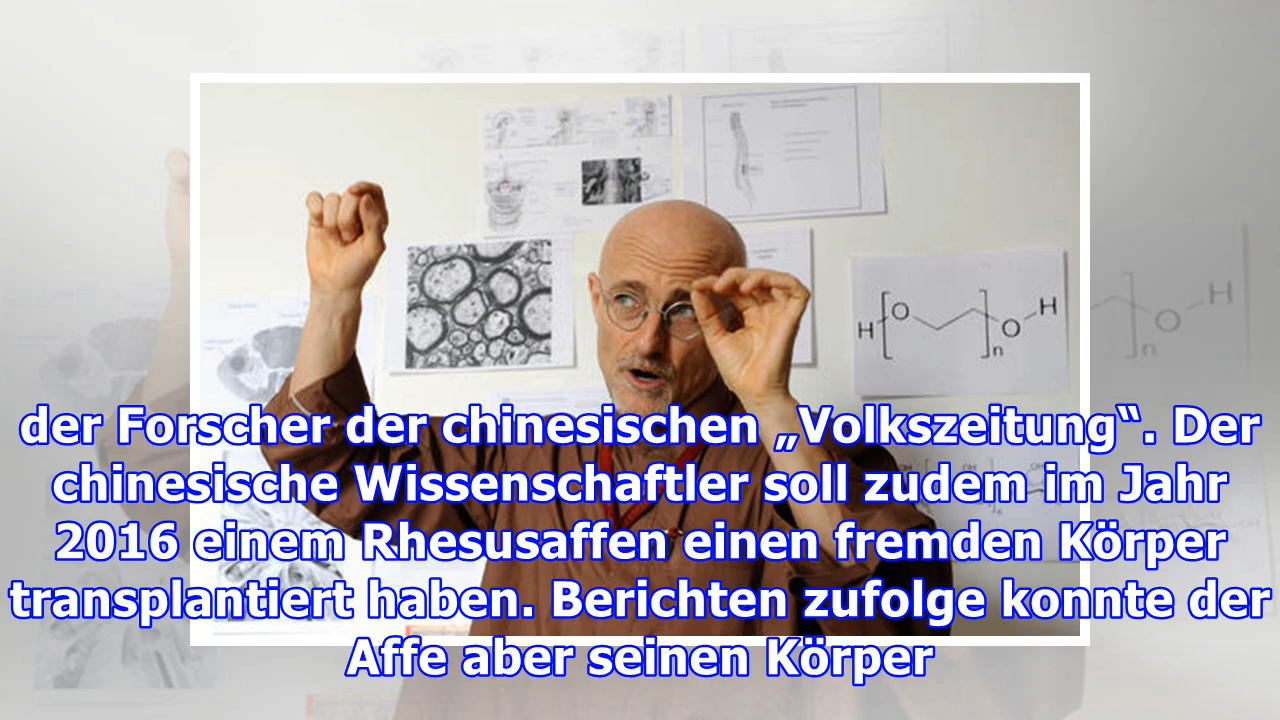 H
O
n
O
H
O
n
H
der Forscher der chinesischen „Volkszeitung“. Der
chinesische Wissenschaftler soll zudem im Jahr
2016 einem Rhesusaffen einen fremden Körper
transplantiert haben. Berichten zufolge konnte der
Affe aber seinen Körper